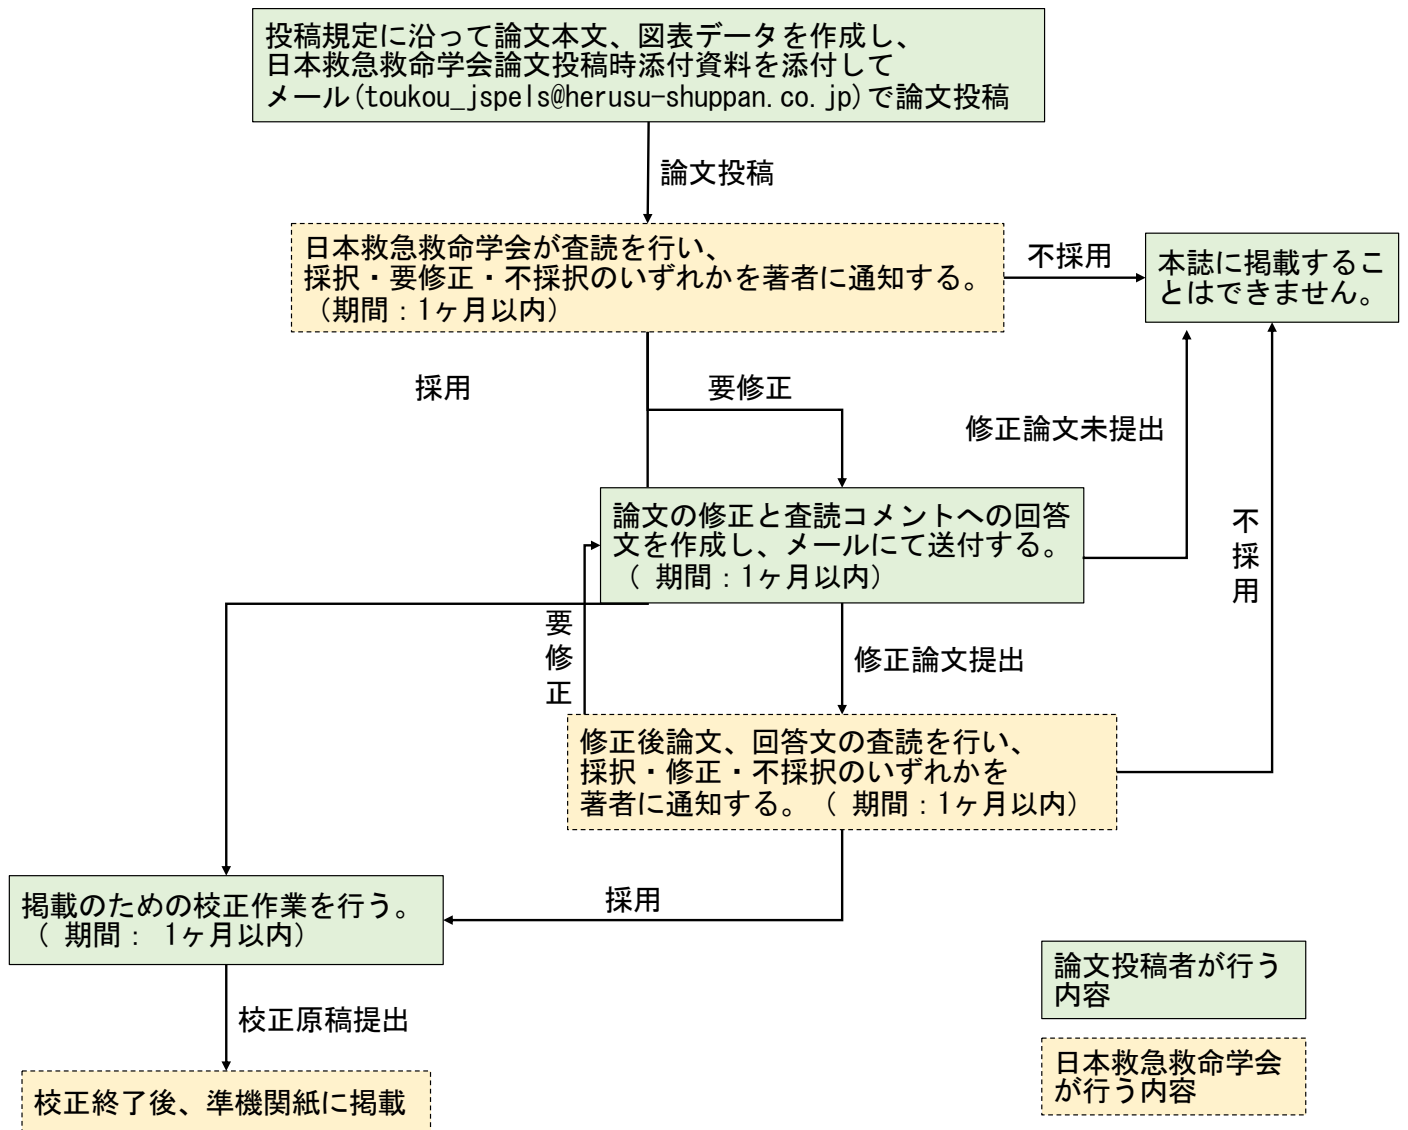 投稿規定に沿って論文本文、図表データを作成し、
日本救急救命学会論文投稿時添付資料を添付して
メール(toukou_jspels@herusu-shuppan.co.jp)で論文投稿
論文投稿
日本救急救命学会が査読を行い、
採択・要修正・不採択のいずれかを著者に通知する。
（期間：1ヶ月以内）
不採用
本誌に掲載するこ
とはできません。
採用
要修正
修正論文未提出
論文の修正と査読コメントへの回答
文を作成し、メールにて送付する。
（ 期間：1ヶ月以内）
不
採
用
要
修
正
修正論文提出
修正後論文、回答文の査読を行い、
採択・修正・不採択のいずれかを
著者に通知する。（ 期間：1ヶ月以内）
採用
掲載のための校正作業を行う。
（ 期間： 1ヶ月以内）
校正原稿提出
校正終了後、準機関紙に掲載
論文投稿者が行う
内容
日本救急救命学会
が行う内容